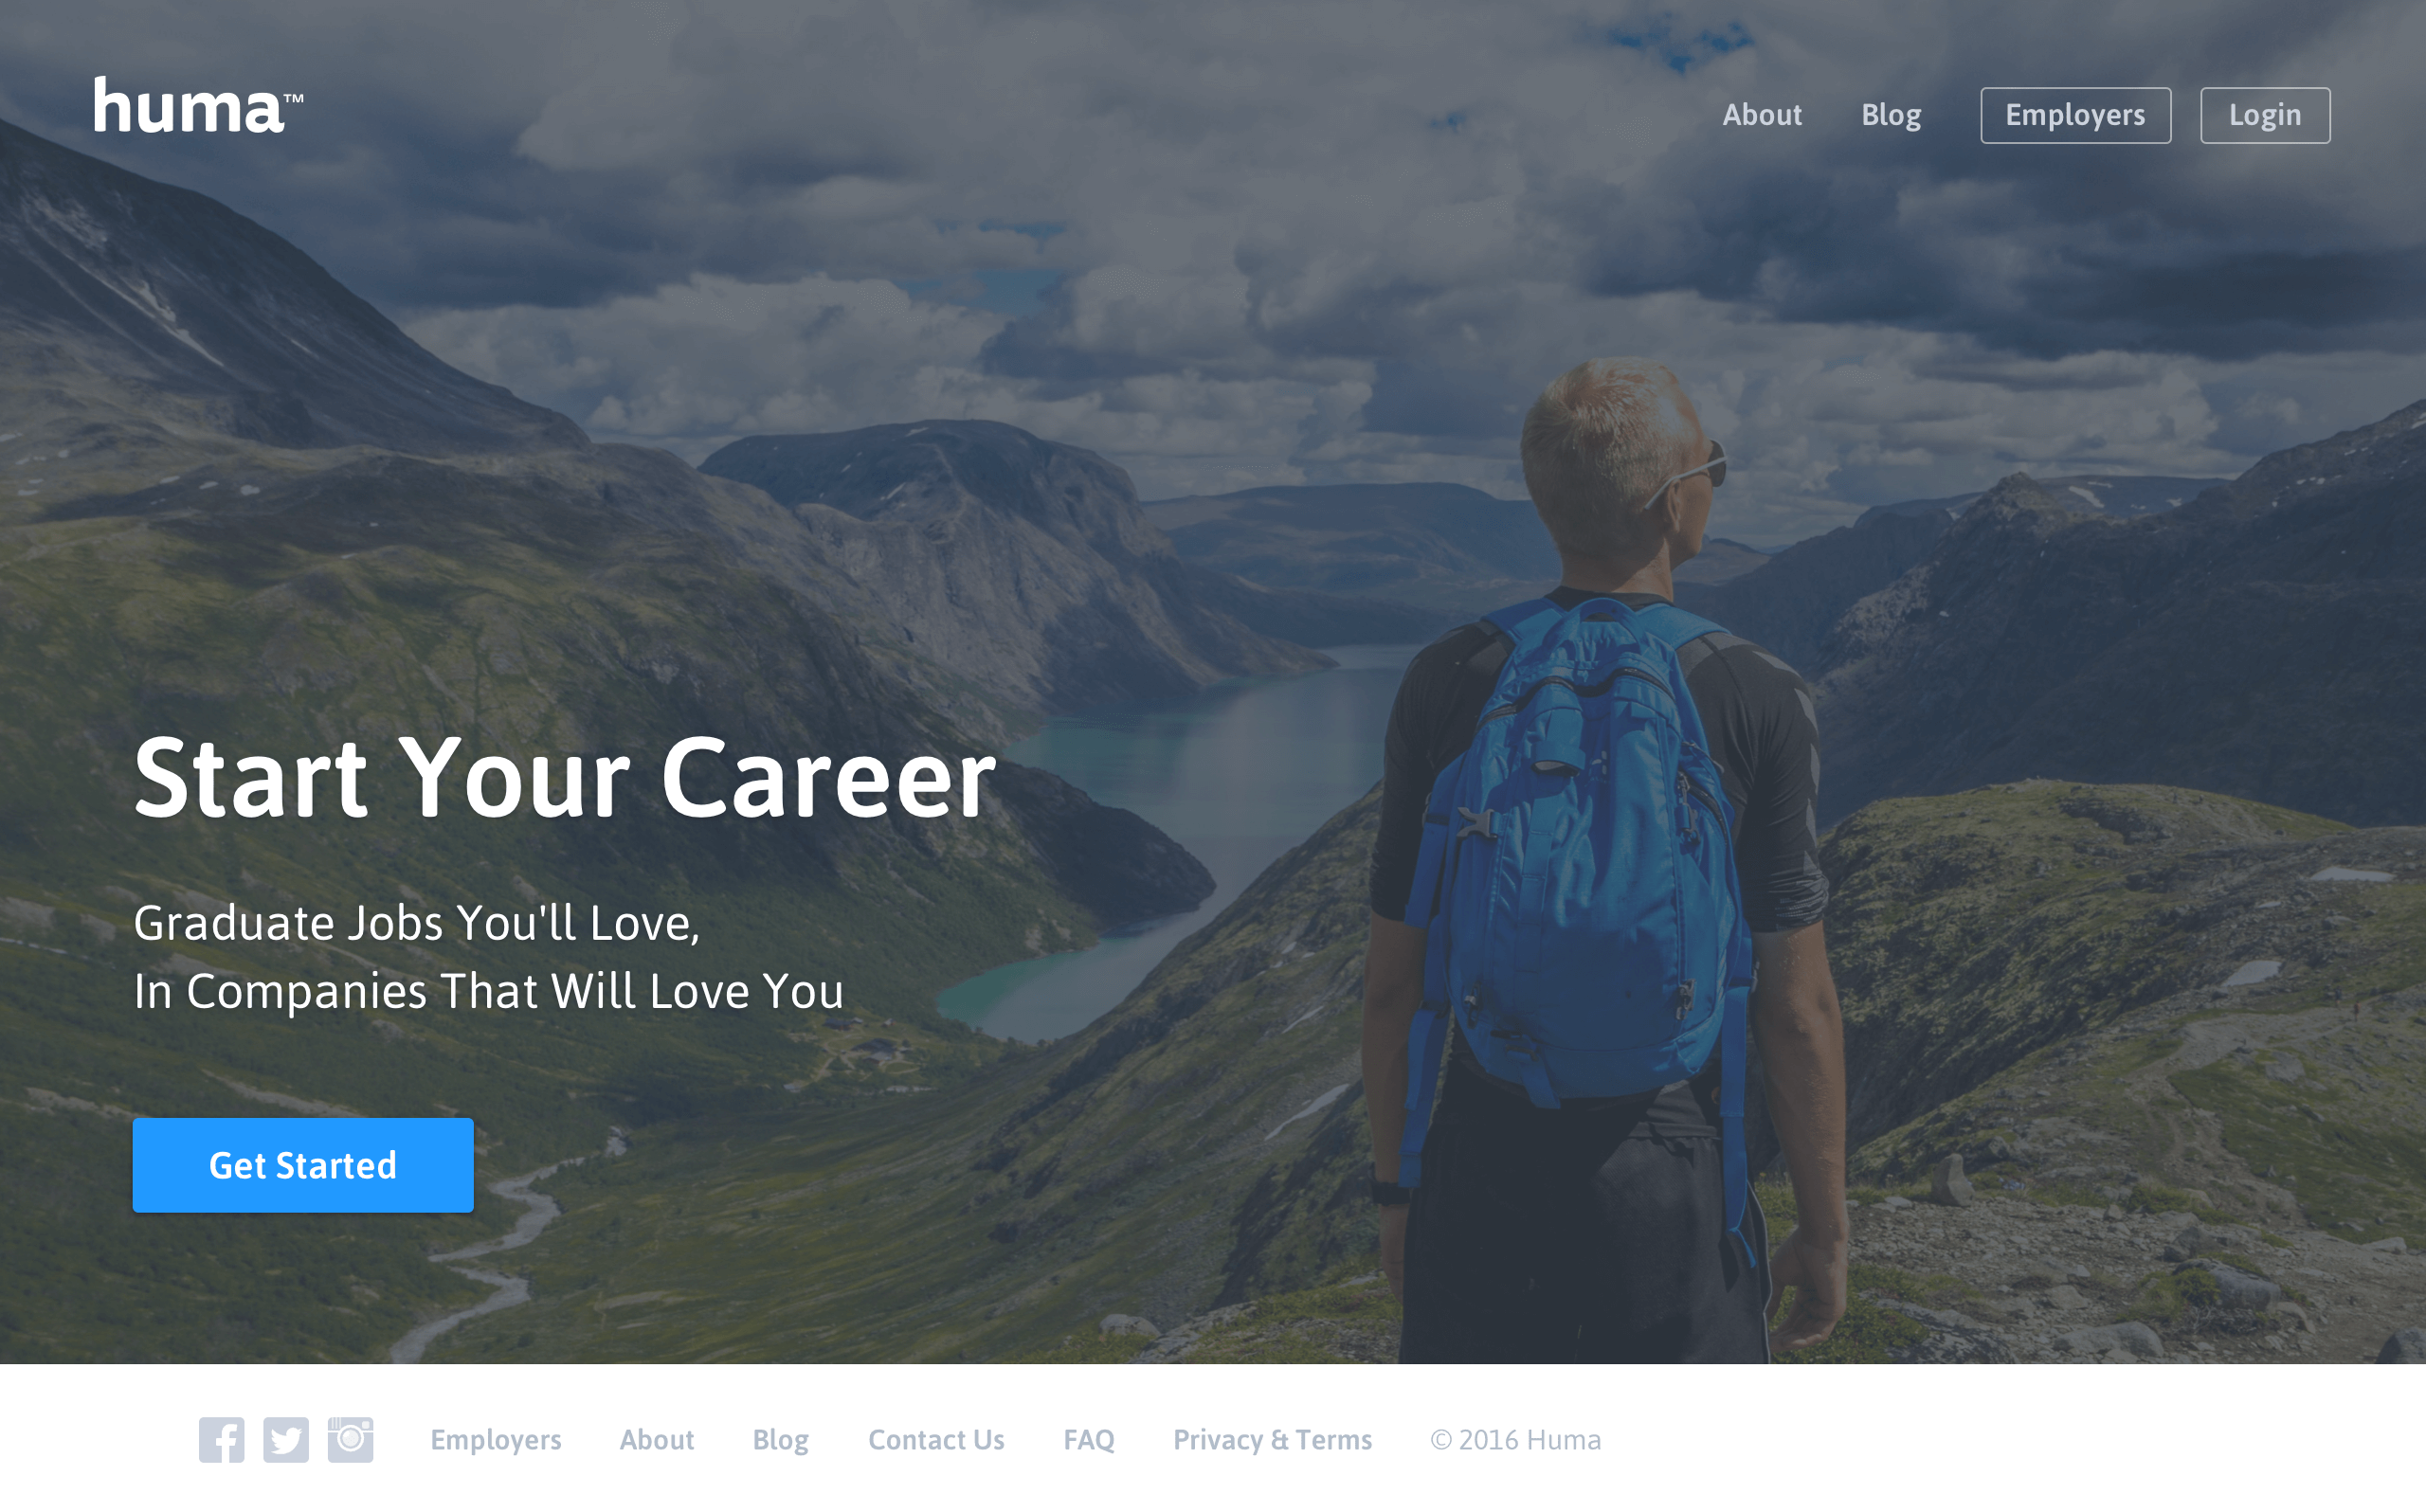 huma™
About Blog Employers Login
Start Your Career
Graduate Jobs You'll Love,
In Companies That Will Love You
Get Started
Employers About Blog Contact Us FAQ Privacy & Terms © 2016 Huma